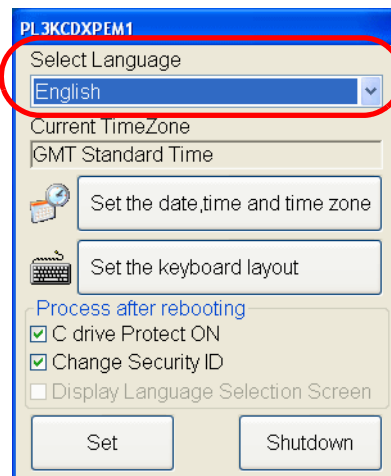 PL3KCDXPEM1
Select Language
English
Current TimeZone
GMT Standard Time
Set the date,time and time zone
Set the keyboard layout
Process after rebooting
C drive Protect ON
Change Security ID
Display Language Selection Screen
Set Shutdown